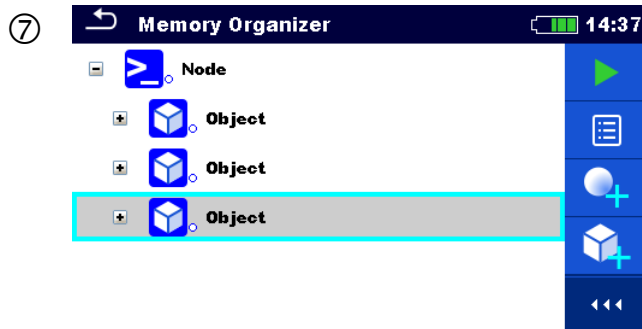 ⑦
Memory Organizer 14:37
Node
Object
Object
Object